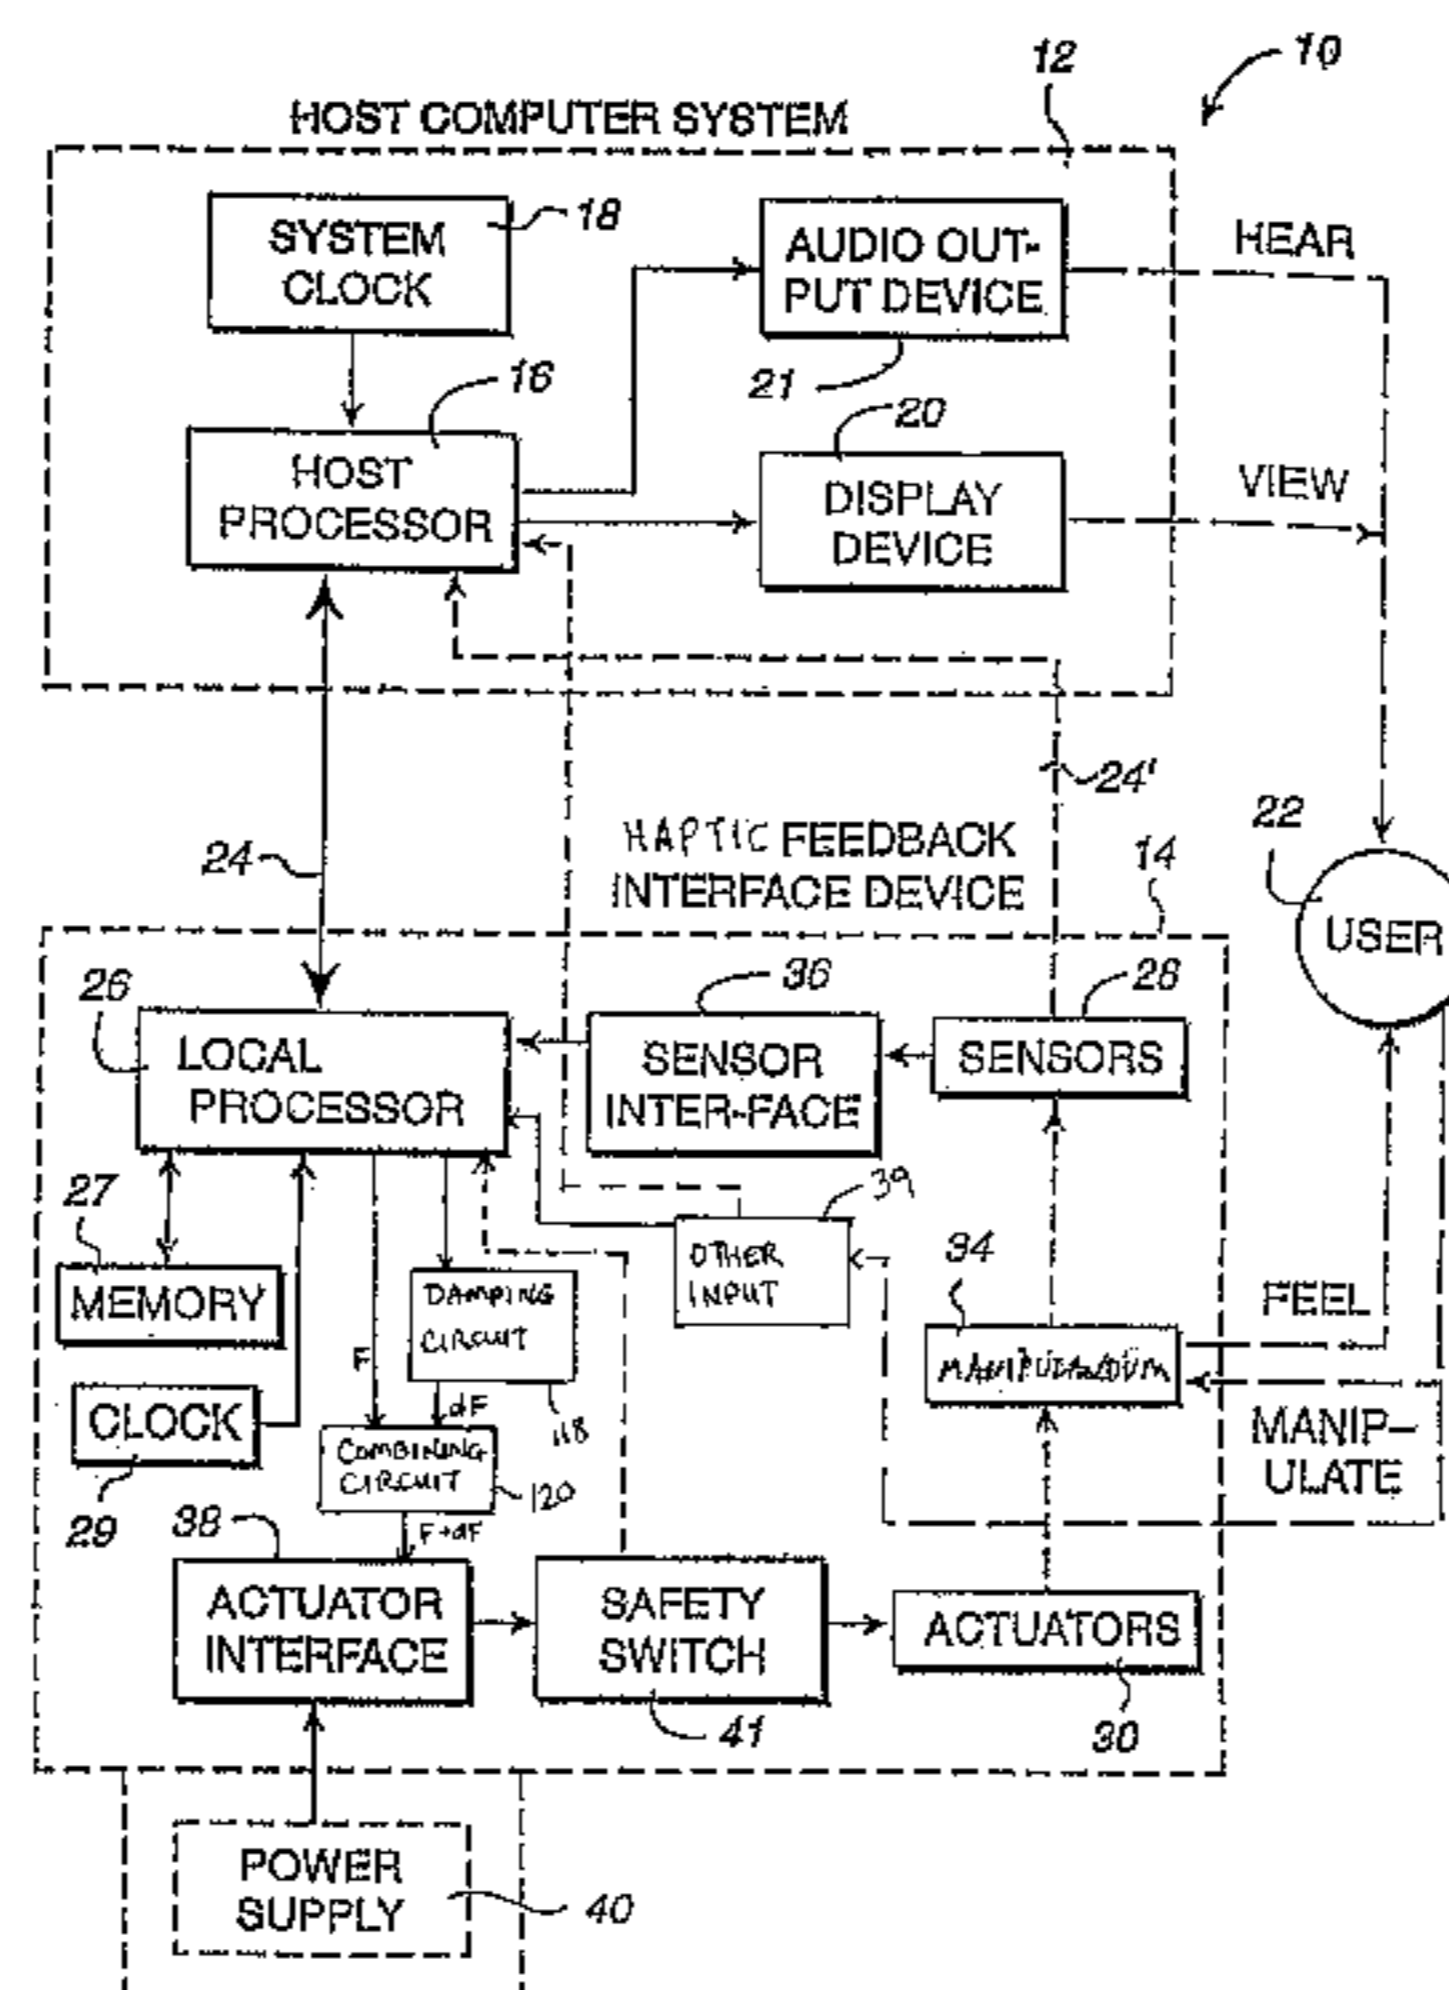 10
12
HOST COMPUTER SYSTEM
SYSTEM
CLOCK
18
AUDIO OUT-
PUT DEVICE
HEAR
21
16
20
HOST
PROCESSOR
DISPLAY
DEVICE
VIEW
24'
HAPTIC FEEDBACK
INTERFACE DEVICE
24
14
22
USER
26
LOCAL
PROCESSOR
36
SENSOR
INTER-FACE
28
SENSORS
27
MEMORY
39
OTHER
INPUT
34
MANIPULANDUM
FEEL
DAMPING
CIRCUIT
F
dF
118
CLOCK
29
COMBINING
CIRCUIT
120
MANIP-
ULATE
38
F+dF
ACTUATOR
INTERFACE
SAFETY
SWITCH
41
ACTUATORS
30
POWER
SUPPLY
40